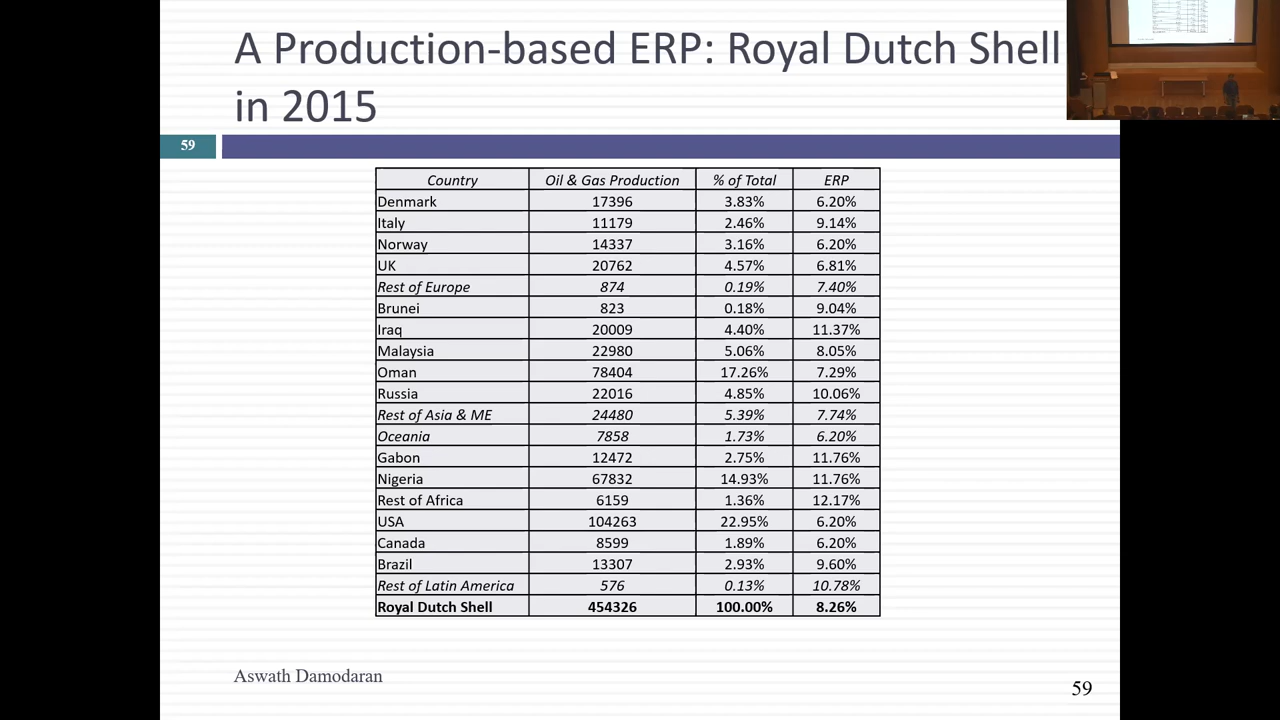 A Production-based ERP: Royal Dutch Shell
in 2015
59
Country Oil & Gas Production % of Total ERP
Denmark 17396 3.83% 6.20%
Italy 11179 2.46% 9.14%
Norway 14337 3.16% 6.20%
UK 20762 4.57% 6.81%
Rest of Europe 874 0.19% 7.40%
Brunei 823 0.18% 9.04%
Iraq 20009 4.40% 11.37%
Malaysia 22980 5.06% 8.05%
Oman 78404 17.26% 7.29%
Russia 22016 4.85% 10.06%
Rest of Asia & ME 24480 5.39% 7.74%
Oceania 7858 1.73% 6.20%
Gabon 12472 2.75% 11.76%
Nigeria 67832 14.93% 11.76%
Rest of Africa 6159 1.36% 12.17%
USA 104263 22.95% 6.20%
Canada 8599 1.89% 6.20%
Brazil 13307 2.93% 9.60%
Rest of Latin America 576 0.13% 10.78%
Royal Dutch Shell 454326 100.00% 8.26%
Aswath Damodaran
59